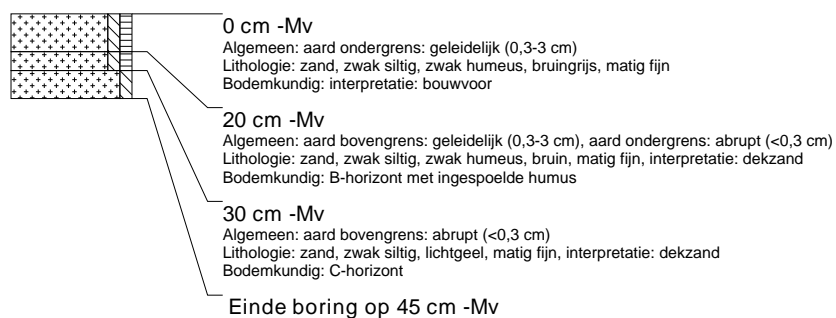 0 cm -Mv
Algemeen: aard ondergrens: geleidelijk (0,3-3 cm)
Lithologie: zand, zwak siltig, zwak humeus, bruingrijs, matig fijn
Bodemkundig: interpretatie: bouwvoor
20 cm -Mv
Algemeen: aard bovengrens: geleidelijk (0,3-3 cm), aard ondergrens: abrupt (<0,3 cm)
Lithologie: zand, zwak siltig, zwak humeus, bruin, matig fijn, interpretatie: dekzand
Bodemkundig: B-horizont met ingespoelde humus
30 cm -Mv
Algemeen: aard bovengrens: abrupt (<0,3 cm)
Lithologie: zand, zwak siltig, lichtgeel, matig fijn, interpretatie: dekzand
Bodemkundig: C-horizont
Einde boring op 45 cm -Mv